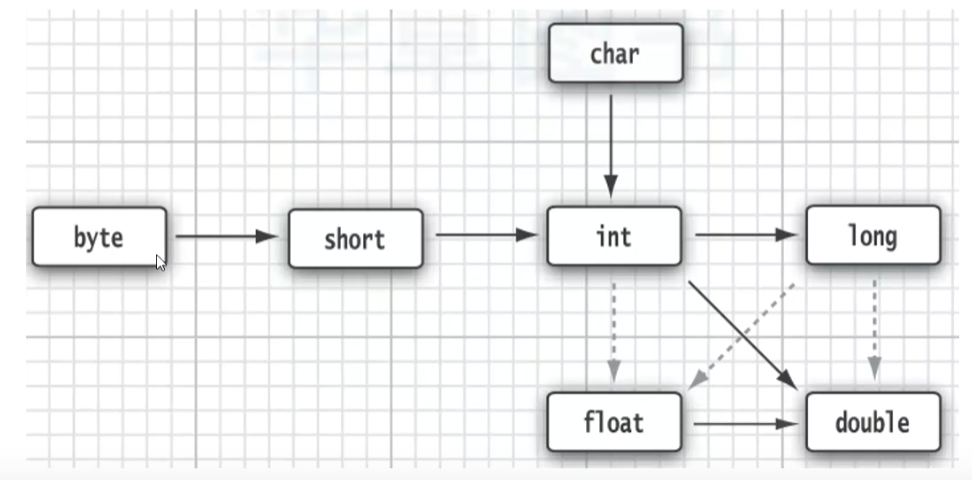 char
byte
short
int
long
float
double